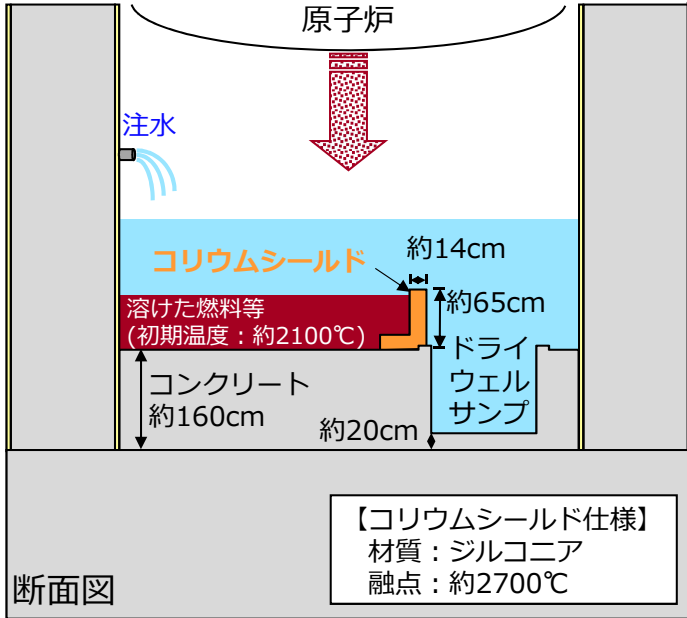 原子炉
注水
コリウムシールド
約14cm
約65cm
溶けた燃料等
(初期温度：約2100℃)
ドライ
ウェル
サンプ
コンクリート
約160cm
約20cm
【コリウムシールド仕様】
材質：ジルコニア
融点：約2700℃
断面図